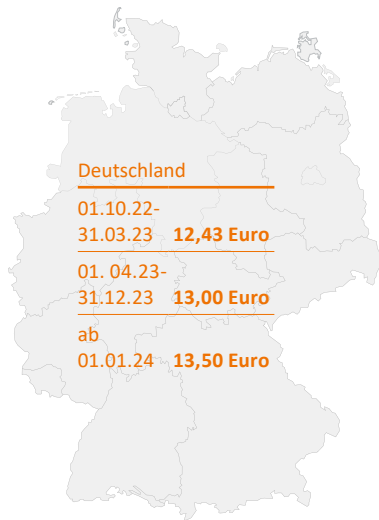 Deutschland
01.10.22-
31.03.23 12,43 Euro
01. 04.23-
31.12.23 13,00 Euro
ab
01.01.24 13,50 Euro